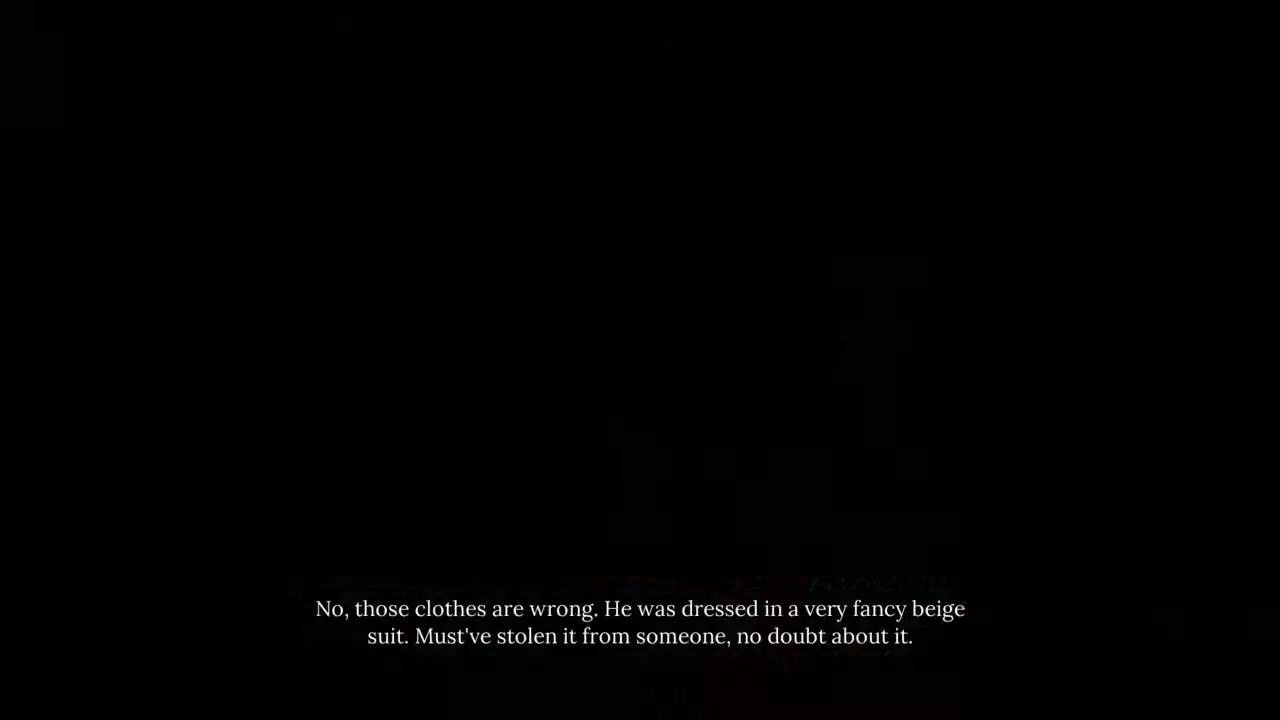 No, those clothes are wrong. He was dressed in a very fancy beige
suit. Must've stolen it from someone, no doubt about it.